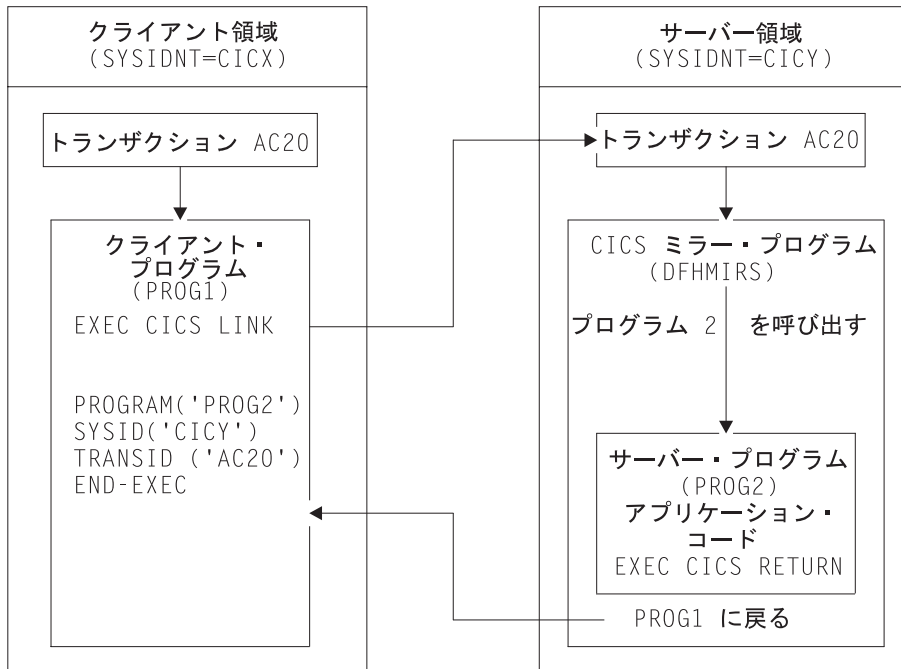 クライアント領域
(SYSIDNT=CICX)
トランザクション AC20
クライアント・
プログラム
(PROG1)
EXEC CICS LINK
PROGRAM('PROG2')
SYSID('CICY')
TRANSID ('AC20')
END-EXEC
サーバー領域
(SYSIDNT=CICY)
トランザクション AC20
CICS ミラー・プログラム
(DFHMIRS)
プログラム 2 を呼び出す
サーバー・プログラム
(PROG2)
アプリケーション・
コード
EXEC CICS RETURN
PROG1 に戻る